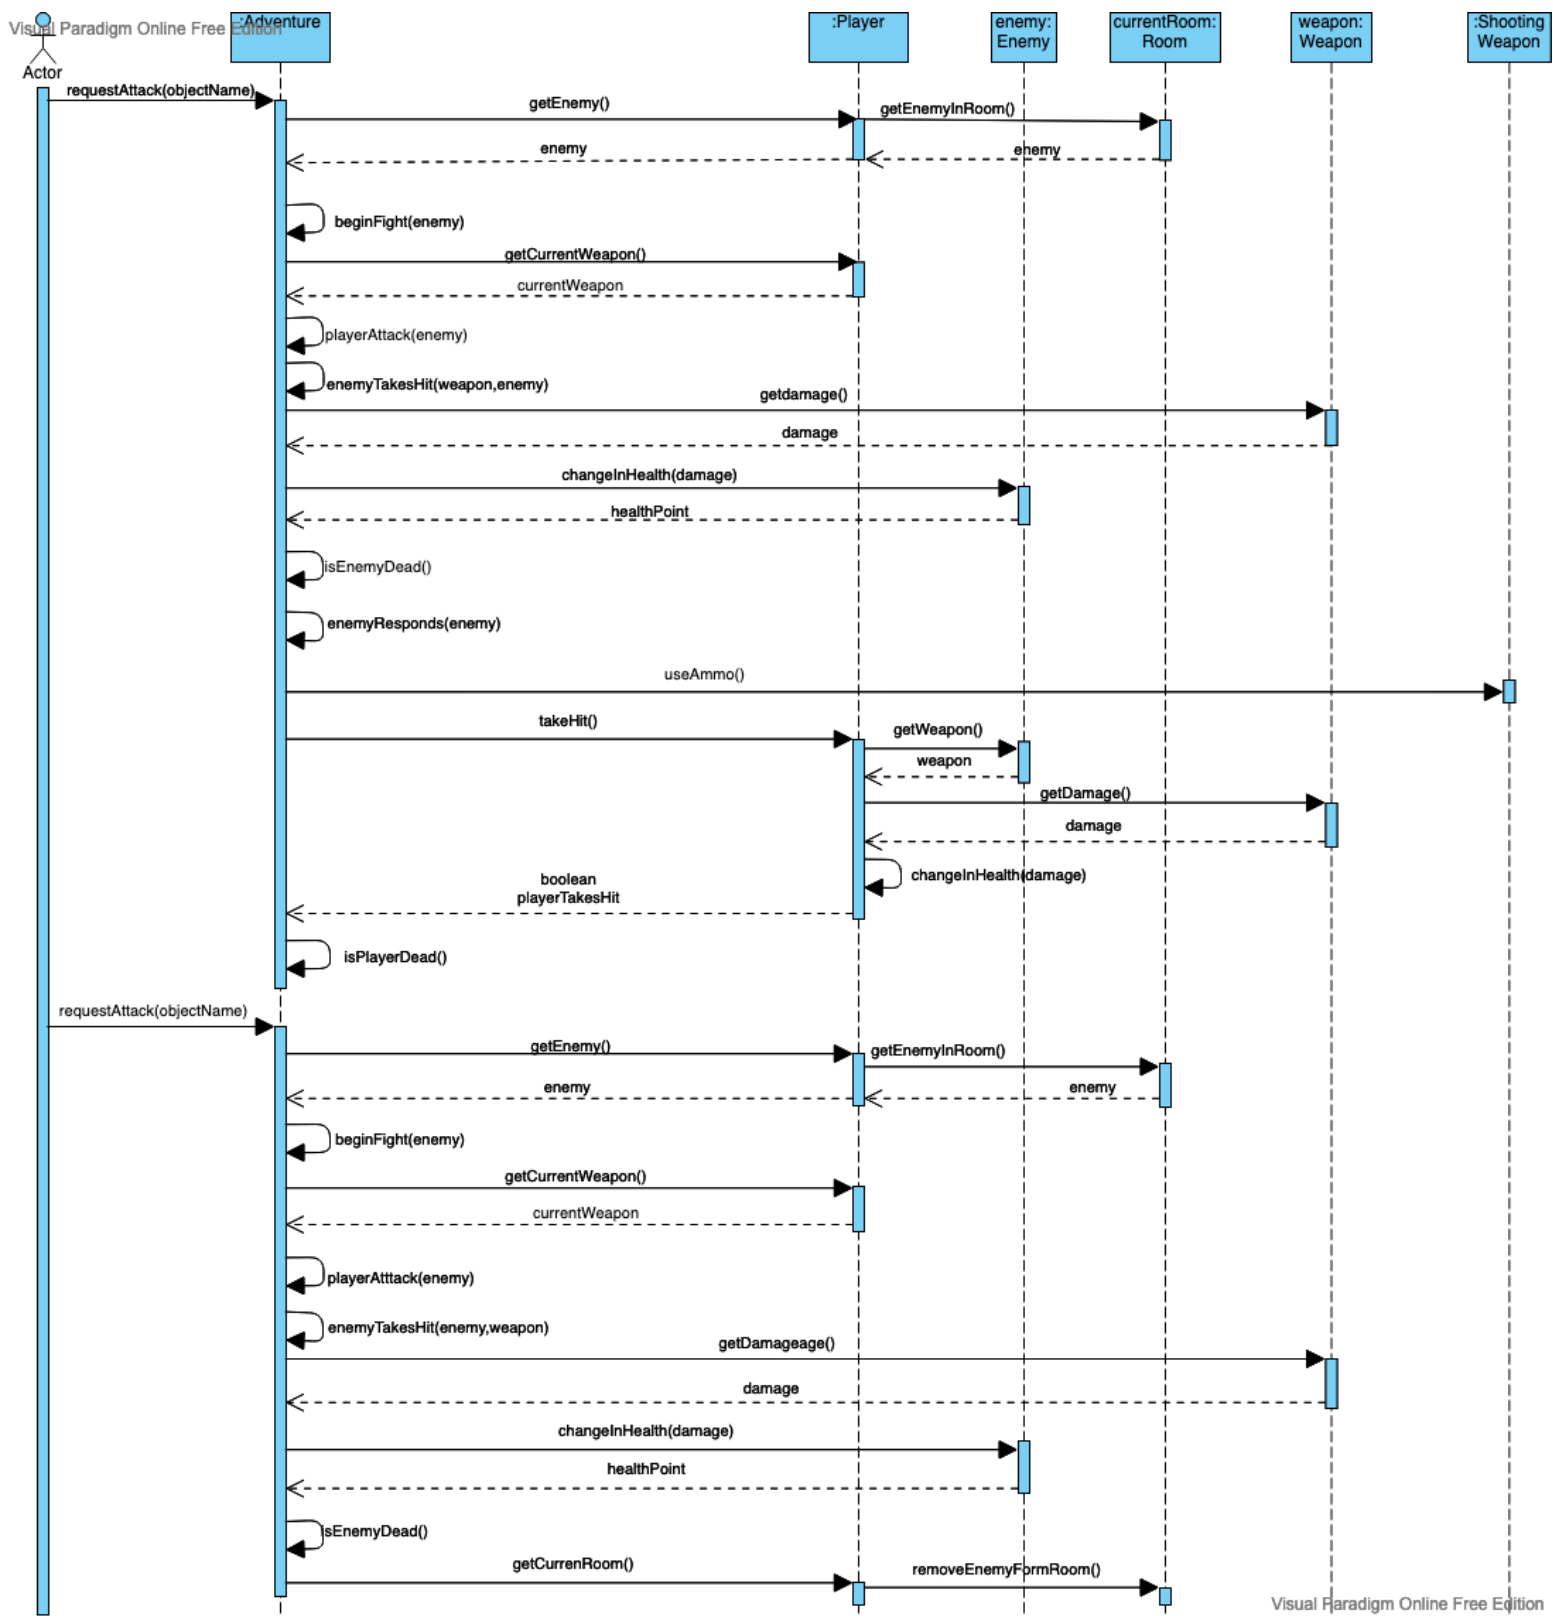 Visual Paradigm Online Free Edition
:Adventure
:Player
enemy:
Enemy
currentRoom:
Room
weapon:
Weapon
:Shooting
Weapon
Actor
requestAttack(objectName)
getEnemy()
getEnemyInRoom()
enemy
enemy
beginFight(enemy)
getCurrentWeapon()
currentWeapon
playerAttack(enemy)
enemyTakesHit(weapon,enemy)
getdamage()
damage
changeInHealth(damage)
healthPoint
isEnemyDead()
enemyResponds(enemy)
useAmmo()
takeHit()
getWeapon()
weapon
getDamage()
damage
changeInHealth(damage)
boolean
playerTakesHit
isPlayerDead()
requestAttack(objectName)
getEnemy()
getEnemyInRoom()
enemy
enemy
beginFight(enemy)
getCurrentWeapon()
currentWeapon
playerAtttack(enemy)
enemyTakesHit(enemy,weapon)
getDamageage()
damage
changeInHealth(damage)
healthPoint
isEnemyDead()
getCurrenRoom()
removeEnemyFormRoom()
Visual Paradigm Online Free Edition